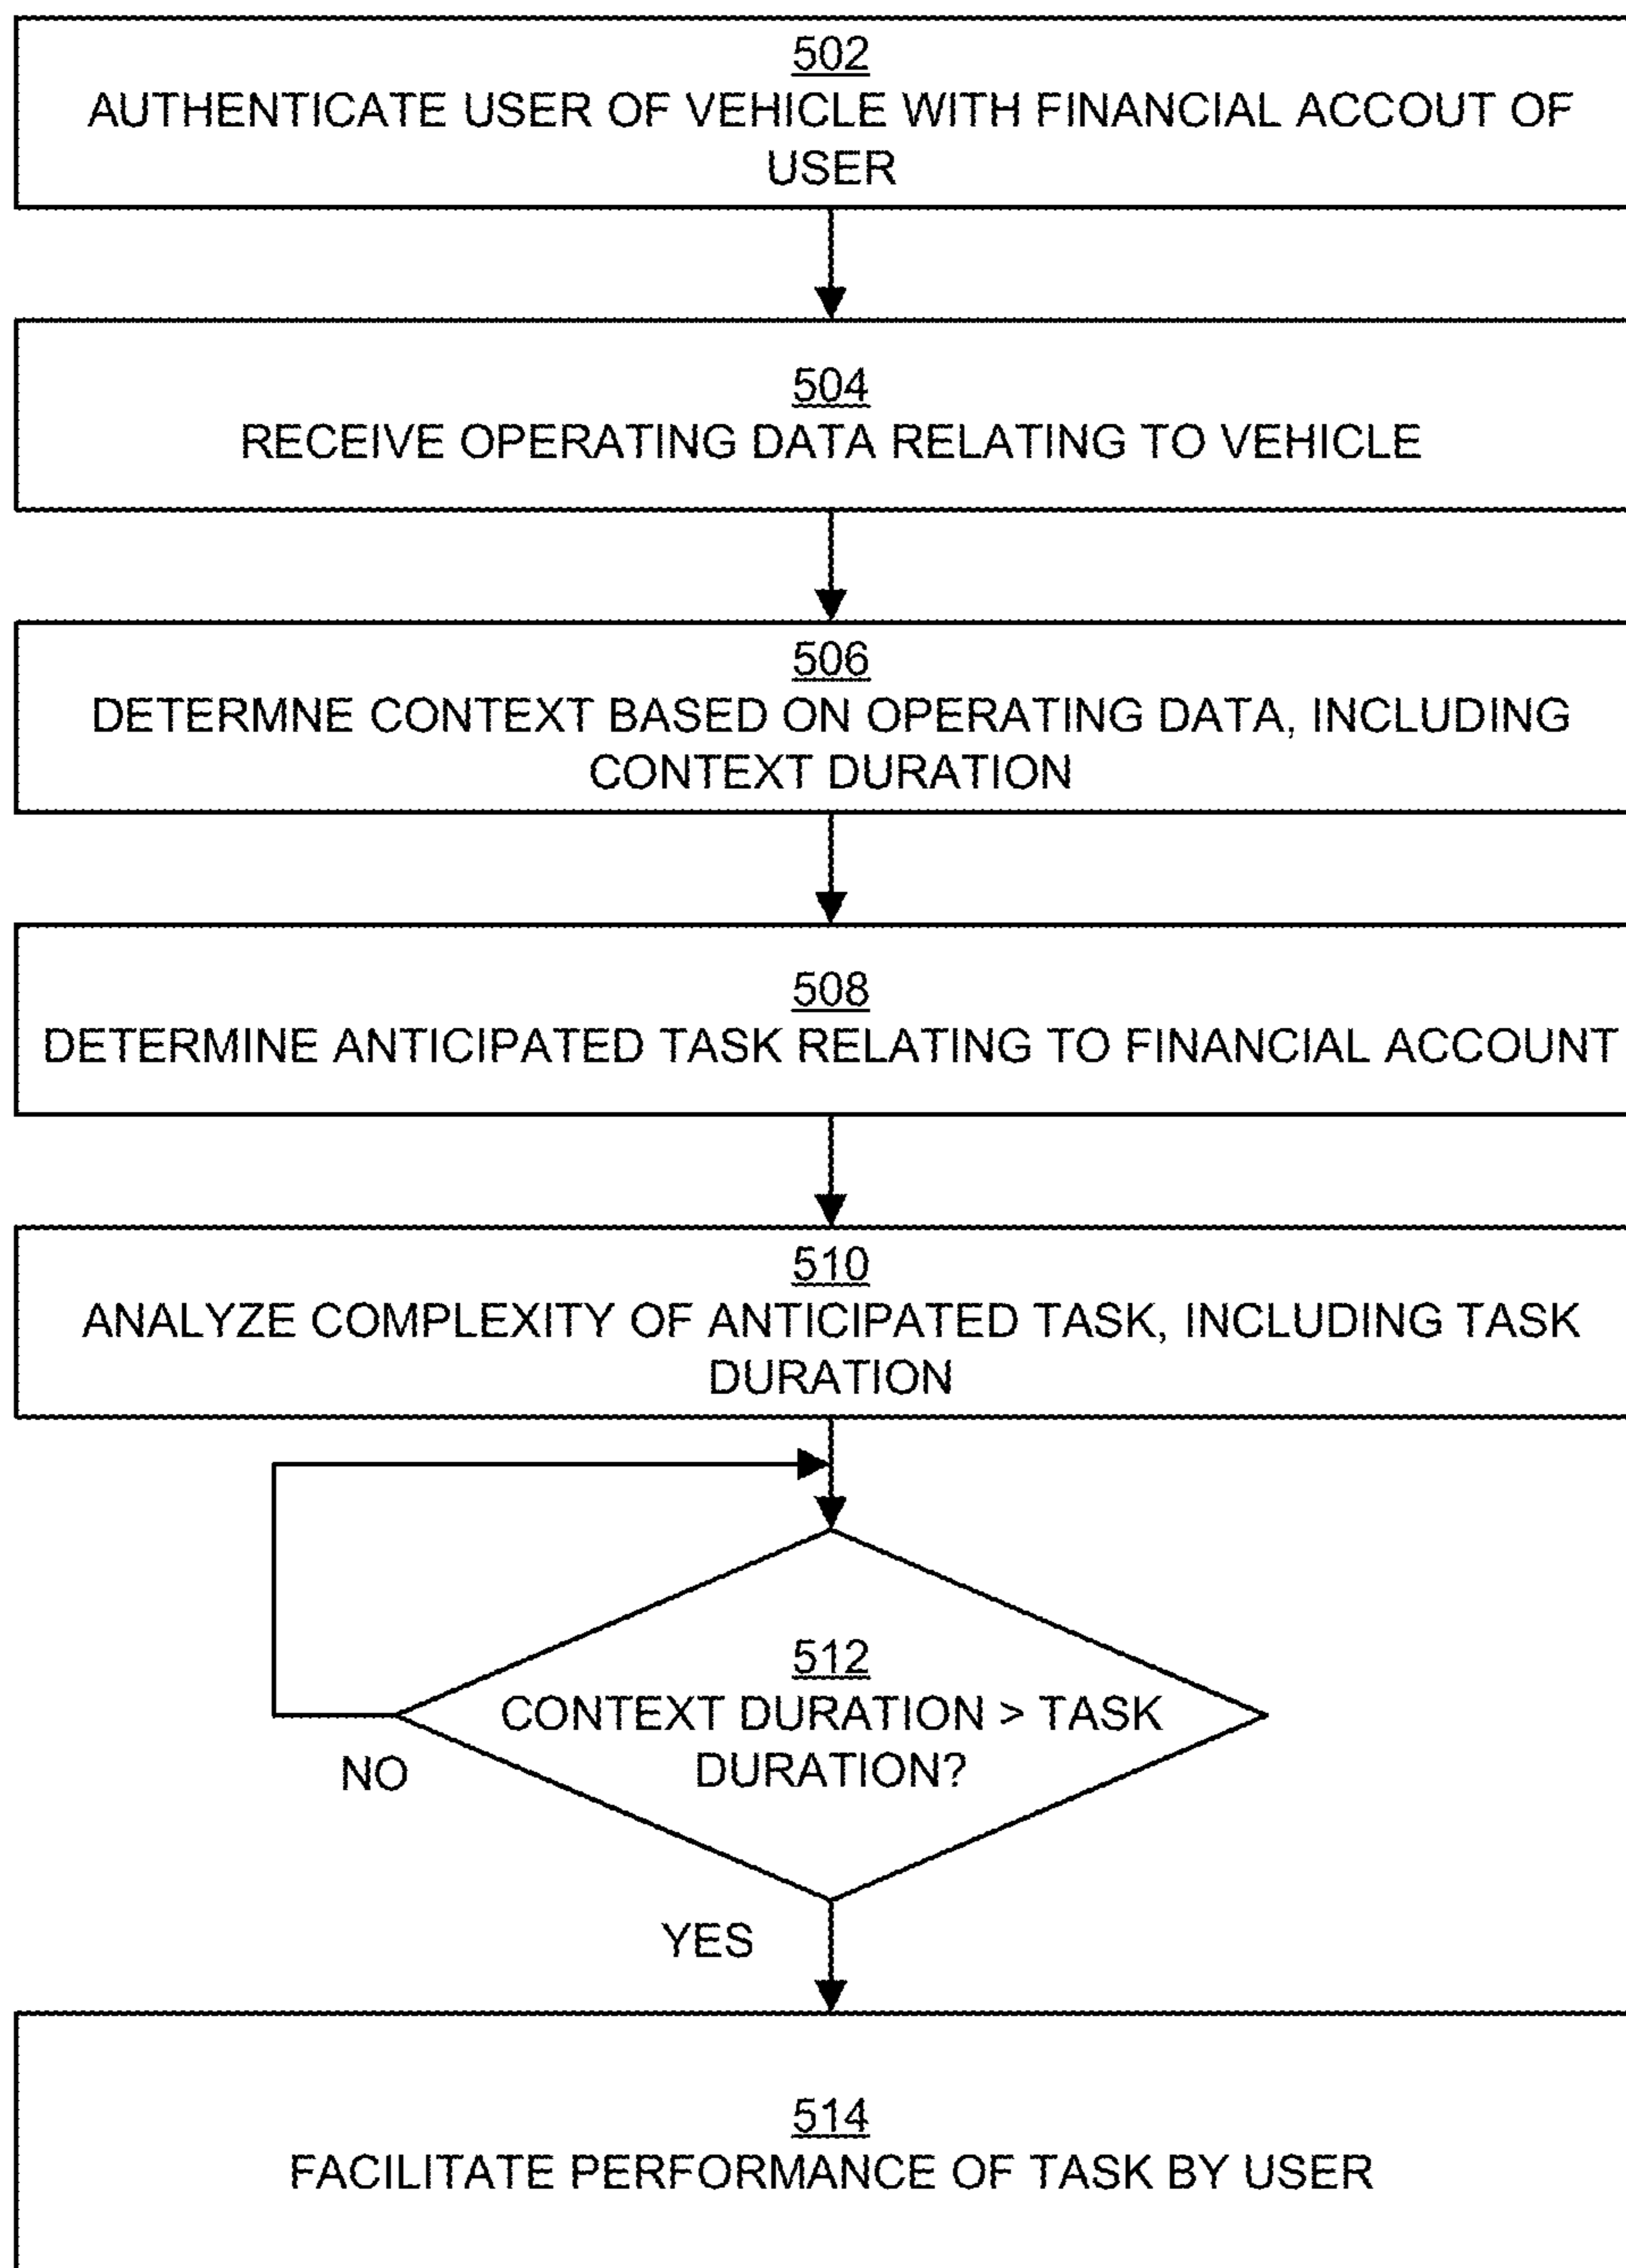 502
AUTHENTICATE USER OF VEHICLE WITH FINANCIAL ACCOUT OF
USER
504
RECEIVE OPERATING DATA RELATING TO VEHICLE
506
DETERMNE CONTEXT BASED ON OPERATING DATA, INCLUDING
CONTEXT DURATION
508
DETERMINE ANTICIPATED TASK RELATING TO FINANCIAL ACCOUNT
510
ANALYZE COMPLEXITY OF ANTICIPATED TASK, INCLUDING TASK
DURATION
512
CONTEXT DURATION > TASK
DURATION?
NO
YES
514
FACILITATE PERFORMANCE OF TASK BY USER